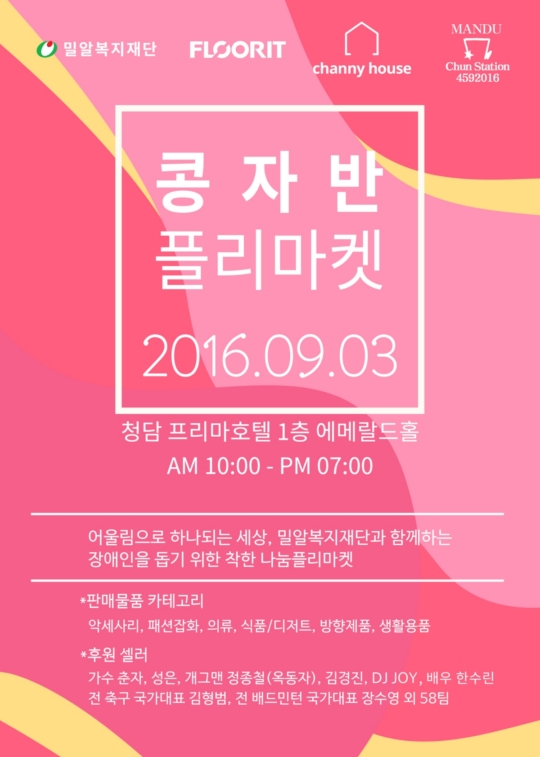 밀알복지재단
FLOORIT
channy house
MANDU
Chun Station
4592016
콩 자 반
플리마켓
2016.09.03
청담 프리마호텔 1층 에메랄드홀
AM 10:00 - PM 07:00
어울림으로 하나되는 세상, 밀알복지재단과 함께하는
장애인을 돕기 위한 착한 나눔플리마켓
*판매물품 카테고리
악세사리, 패션잡화, 의류, 식품/디저트, 방향제품, 생활용품
*후원 셀러
가수 춘자, 성은, 개그맨 정종철(옥동자), 김경진, DJ JOY, 배우 한수린
전 축구 국가대표 김형범, 전 배드민턴 국가대표 장수영 외 58팀